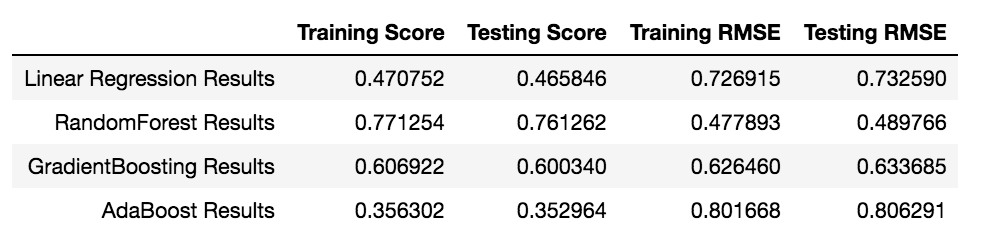 Training Score Testing Score Training RMSE Testing RMSE
Linear Regression Results 0.470752 0.465846 0.726915 0.732590
RandomForest Results 0.771254 0.761262 0.477893 0.489766
GradientBoosting Results 0.606922 0.600340 0.626460 0.633685
AdaBoost Results 0.356302 0.352964 0.801668 0.806291